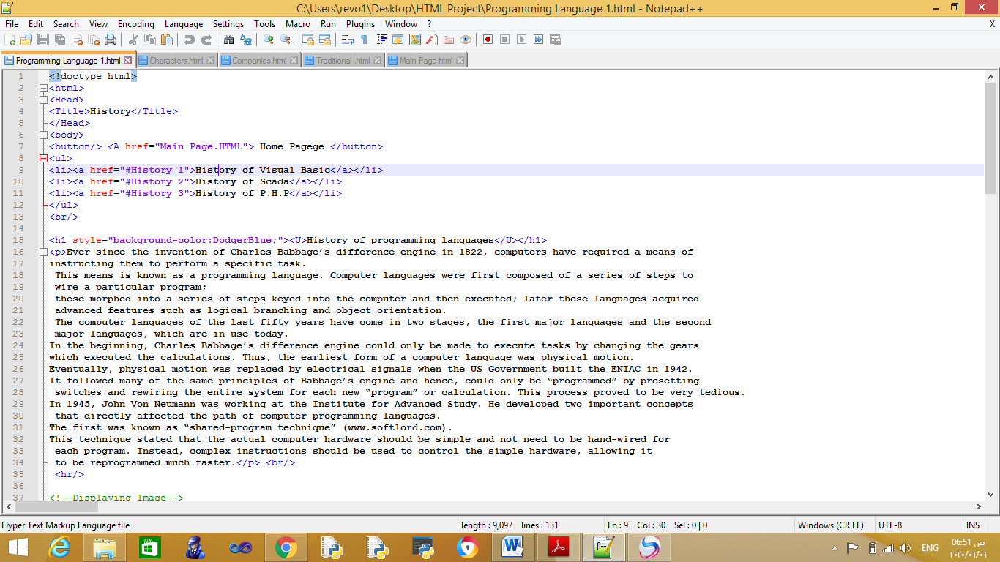 C:\Users\revo1\Desktop\HTML Project\Programming Language 1.html - Notepad++
File Edit Search View Encoding Language Settings Tools Macro Run Plugins Window ? X
Programming Language 1.html Characters.html Companies.html Traditional .html Main Page.html
1 <!doctype html>
2 <html>
3 <Head>
4 <Title>History</Title>
5 </Head>
6 <body>
7 <button/> <A href="Main Page.HTML"> Home Pagege </button>
8 <ul>
9 <li><a href="#History 1">History of Visual Basic</a></li>
10 <li><a href="#History 2">History of Scada</a></li>
11 <li><a href="#History 3">History of P.H.P</a></li>
12 </ul>
13 <br/>
14
15 <h1 style="background-color:DodgerBlue;"><U>History of programming languages</U></h1>
16 <p>Ever since the invention of Charles Babbage’s difference engine in 1822, computers have required a means of
17 instructing them to perform a specific task.
18 This means is known as a programming language. Computer languages were first composed of a series of steps to
19 wire a particular program;
20 these morphed into a series of steps keyed into the computer and then executed; later these languages acquired
21 advanced features such as logical branching and object orientation.
22 The computer languages of the last fifty years have come in two stages, the first major languages and the second
23 major languages, which are in use today.
24 In the beginning, Charles Babbage’s difference engine could only be made to execute tasks by changing the gears
25 which executed the calculations. Thus, the earliest form of a computer language was physical motion.
26 Eventually, physical motion was replaced by electrical signals when the US Government built the ENIAC in 1942.
27 It followed many of the same principles of Babbage’s engine and hence, could only be “programmed” by presetting
28 switches and rewiring the entire system for each new “program” or calculation. This process proved to be very tedious.
29 In 1945, John Von Neumann was working at the Institute for Advanced Study. He developed two important concepts
30 that directly affected the path of computer programming languages.
31 The first was known as “shared-program technique” (www.softlord.com).
32 This technique stated that the actual computer hardware should be simple and not need to be hand-wired for
33 each program. Instead, complex instructions should be used to control the simple hardware, allowing it
34 to be reprogrammed much faster.</p> <br/>
35 <hr/>
36
37 <!--Displaying Image-->
Hyper Text Markup Language file length : 9,097 lines : 131 Ln : 9 Col : 30 Sel : 0 | 0 Windows (CR LF) UTF-8 INS
ENG 06:51 ص
٢٠٢٠/٠٦/٠٦